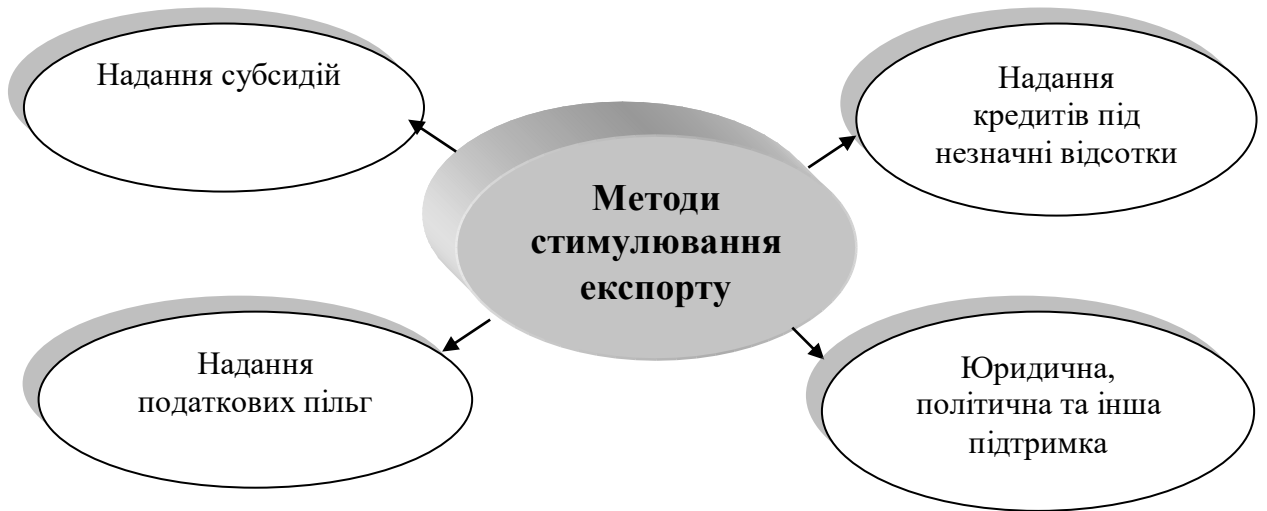 Надання субсидій
Надання
кредитів під
незначні відсотки
Методи
стимулювання
експорту
Надання
податкових пільг
Юридична,
політична та інша
підтримка